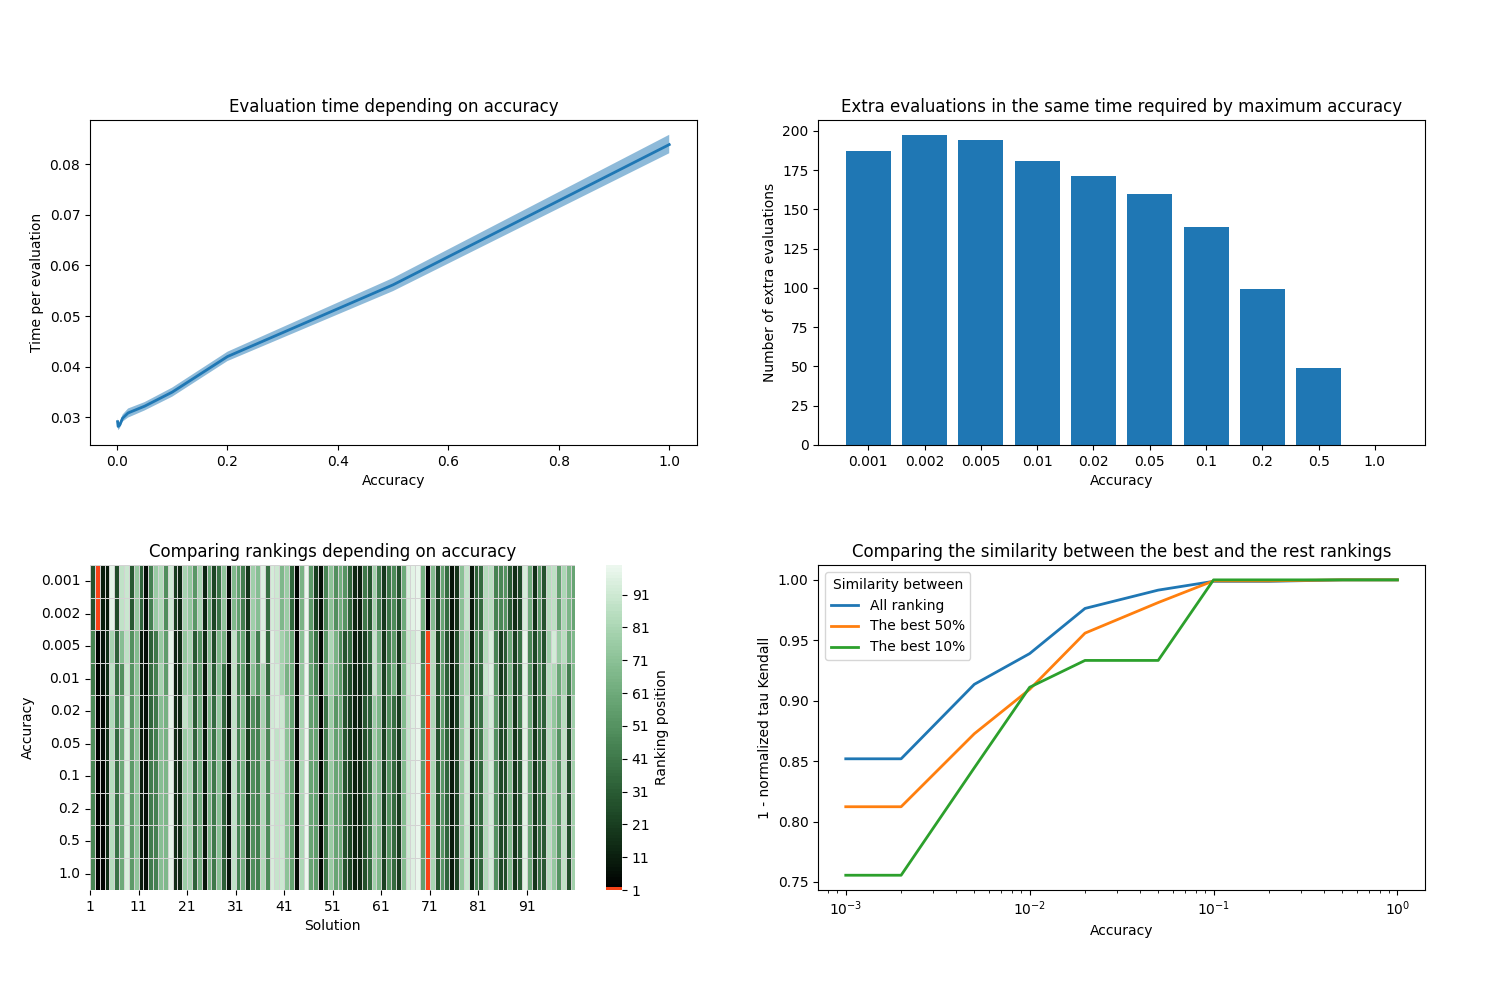 Evaluation time depending on accuracy
0.08
0.07
0.06
0.05
0.04
0.03
Time per evaluation
0.0 0.2 0.4 0.6 0.8 1.0
Accuracy
Extra evaluations in the same time required by maximum accuracy
200
175
150
125
100
75
50
25
0
Number of extra evaluations
0.001 0.002 0.005 0.01 0.02 0.05 0.1 0.2 0.5 1.0
Accuracy
Comparing rankings depending on accuracy
0.001
0.002
0.005
0.01
0.02
0.05
0.1
0.2
0.5
1.0
Accuracy
1 11 21 31 41 51 61 71 81 91
Solution
91
81
71
61
51
41
31
21
11
1
Ranking position
Comparing the similarity between the best and the rest rankings
Similarity between
All ranking
The best 50%
The best 10%
1.00
0.95
0.90
0.85
0.80
0.75
1 - normalized tau Kendall
10⁻³ 10⁻² 10⁻¹ 10⁰
Accuracy